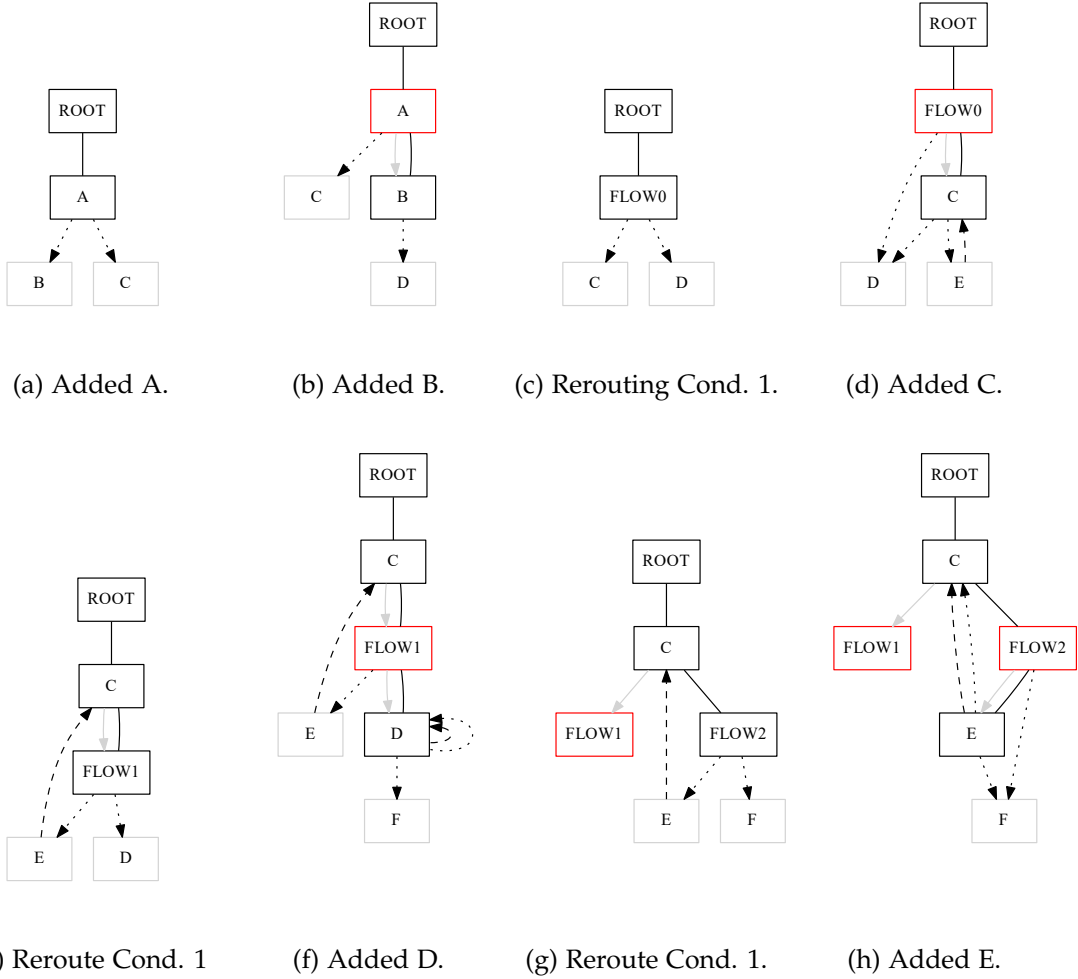 ROOT
A
B
C
(a) Added A.
ROOT
A
C
B
D
(b) Added B.
ROOT
FLOW0
C
D
(c) Rerouting Cond. 1.
ROOT
FLOW0
C
D
E
(d) Added C.
ROOT
C
FLOW1
E
D
) Reroute Cond. 1
ROOT
C
FLOW1
E
D
F
(f) Added D.
ROOT
C
FLOW1
FLOW2
E
F
(g) Reroute Cond. 1.
ROOT
C
FLOW1
FLOW2
E
F
(h) Added E.